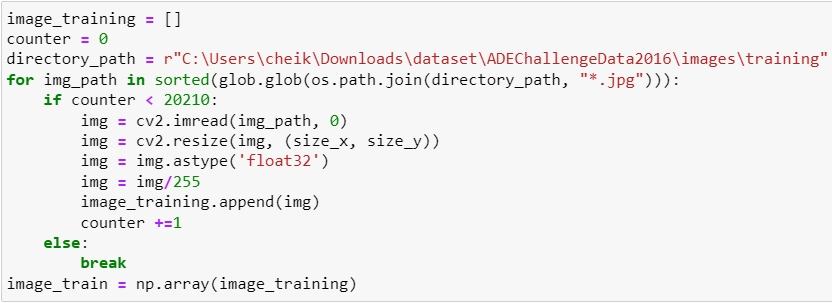 image_training = []
counter = 0
directory_path = r"C:\Users\cheik\Downloads\dataset\ADEChallengeData2016\images\training"
for img_path in sorted(glob.glob(os.path.join(directory_path, "*.jpg"))):
    if counter < 20210:
        img = cv2.imread(img_path, 0)
        img = cv2.resize(img, (size_x, size_y))
        img = img.astype('float32')
        img = img/255
        image_training.append(img)
        counter +=1
    else:
        break
image_train = np.array(image_training)